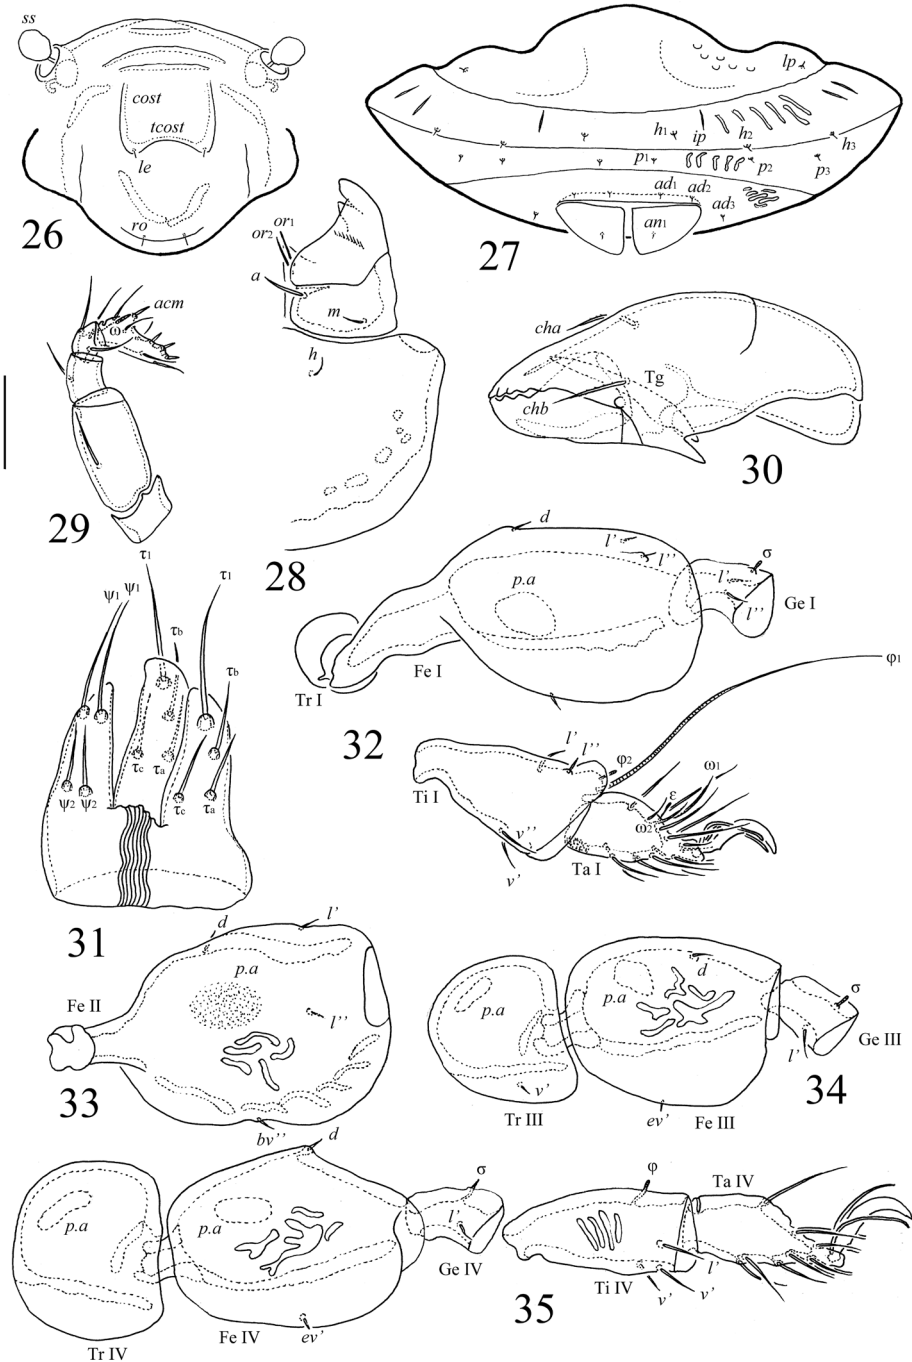 ss
cost
tcost
le
ro
26
lp
h1 ip h2 h3
p1 p2 p3
ad1 ad2
ad3
an1
27
or1
or2
a
m
h
28
acm
ω
29
cha
Tg
chb
30
τ1
ψ1 ψ1 τ1
τb
τb
τc τa
ψ2 ψ2 τc τa
31
d
l’
l’’
σ
p.a
l’
l’’
Ge I
Fe I
Tr I
32
φ1
l’
l’’
φ2
ω1
ε
Ti I
ω2
v’’
v’
Ta I
d
l’
p.a
Fe II
l’’
33
bv’’
d
p.a
p.a
σ
l’
Ge III
v’
Tr III
ev’
Fe III
34
d
σ
p.a
p.a
l’
Ge IV
Fe IV
ev’
Tr IV
φ
Ta IV
l’
Ti IV
v’
v’
35